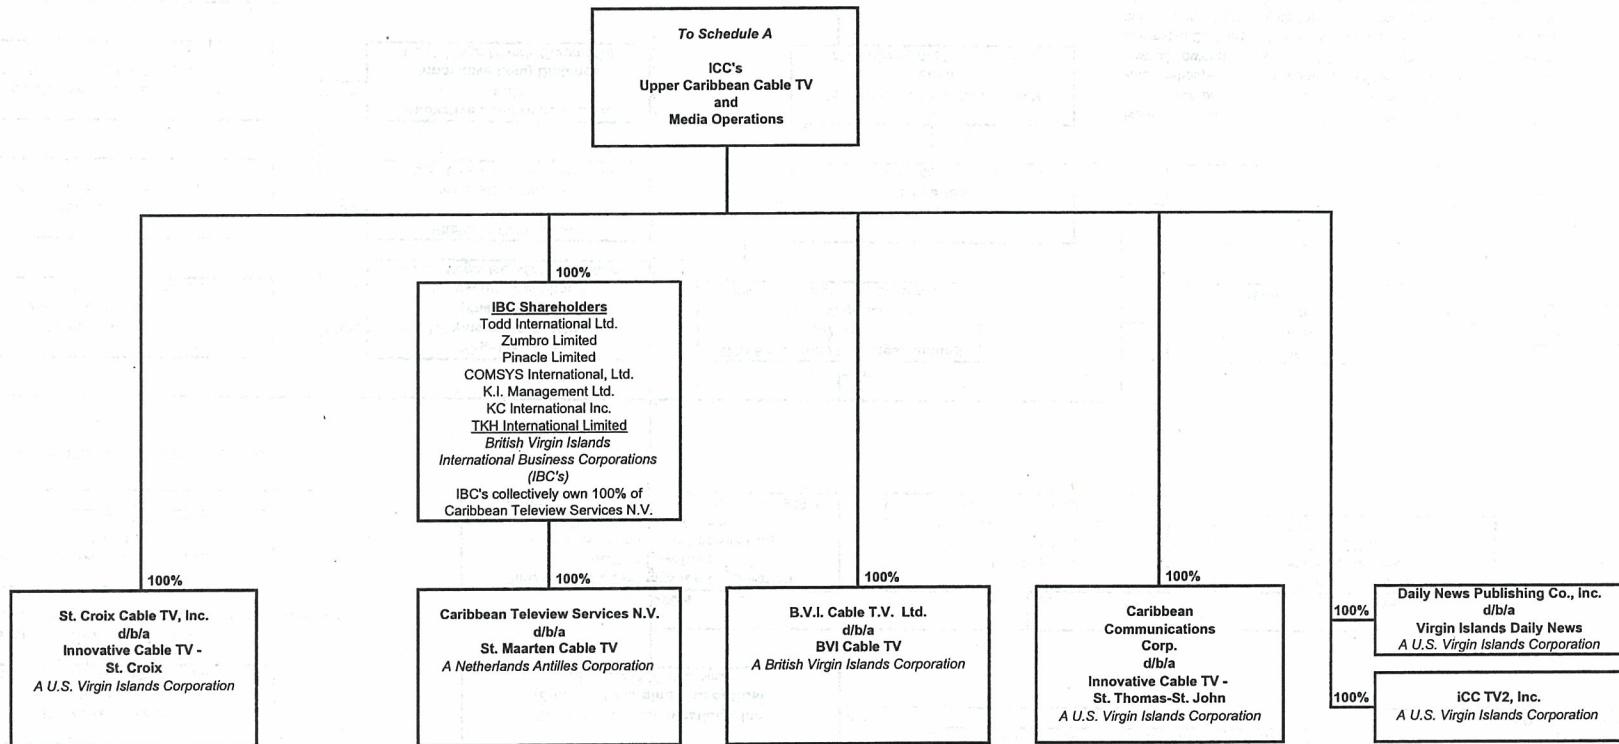 To Schedule A
ICC's
Upper Caribbean Cable TV
and
Media Operations
100%
IBC Shareholders
Todd International Ltd.
Zumbro Limited
Pinacle Limited
COMSYS International, Ltd.
K.I. Management Ltd.
KC International Inc.
TKH International Limited
British Virgin Islands
International Business Corporations
(IBC's)
IBC's collectively own 100% of
Caribbean Teleview Services N.V.
100%
St. Croix Cable TV, Inc.
d/b/a
Innovative Cable TV -
St. Croix
A U.S. Virgin Islands Corporation
100%
Caribbean Teleview Services N.V.
d/b/a
St. Maarten Cable TV
A Netherlands Antilles Corporation
100%
B.V.I. Cable T.V. Ltd.
d/b/a
BVI Cable TV
A British Virgin Islands Corporation
100%
Caribbean
Communications
Corp.
d/b/a
Innovative Cable TV -
St. Thomas-St. John
A U.S. Virgin Islands Corporation
100%
Daily News Publishing Co., Inc.
d/b/a
Virgin Islands Daily News
A U.S. Virgin Islands Corporation
100%
iCC TV2, Inc.
A U.S. Virgin Islands Corporation